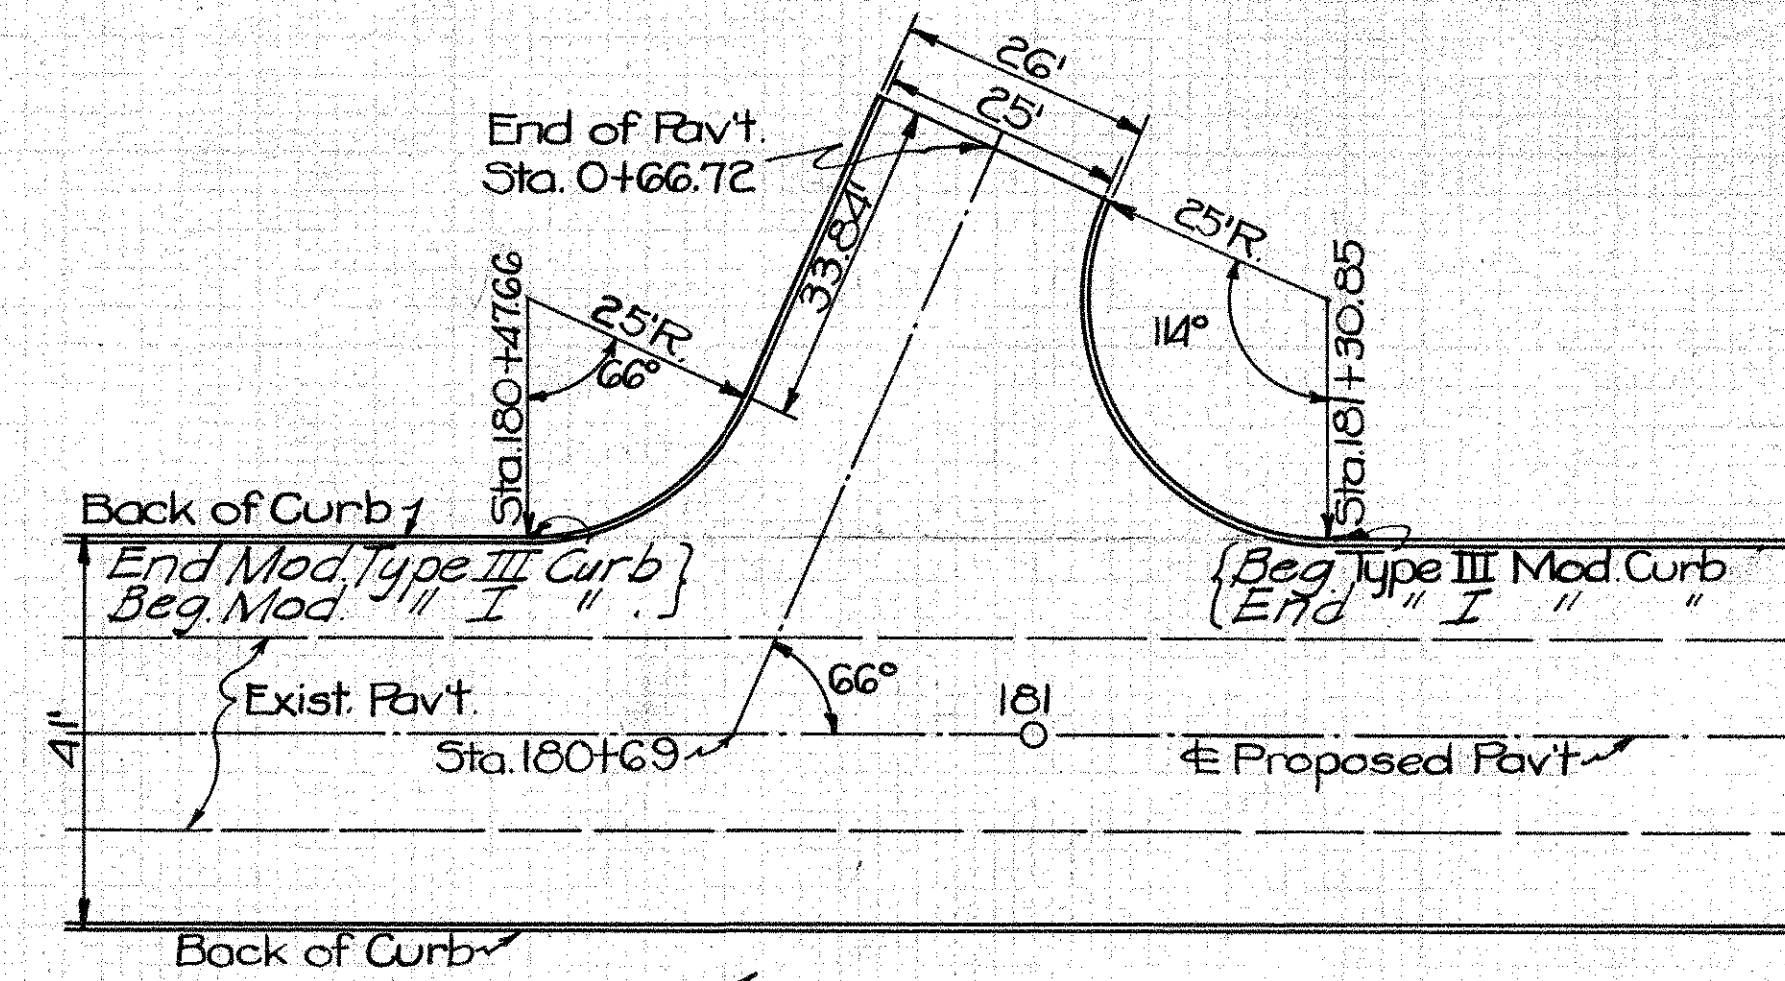 26'
25'
End of Pav't.
Sta. 0+66.72
33.84'
25'R.
66°
Sta.180+47.66
25'R.
114°
Sta.181+30.85
Back of Curb
End Mod. Type III Curb
Beg. Mod. " I " .
Beg. Type III Mod. Curb
End " I " "
41'
Exist. Pav't.
66°
181
Sta.180+69
℄ Proposed Pav't
Back of Curb